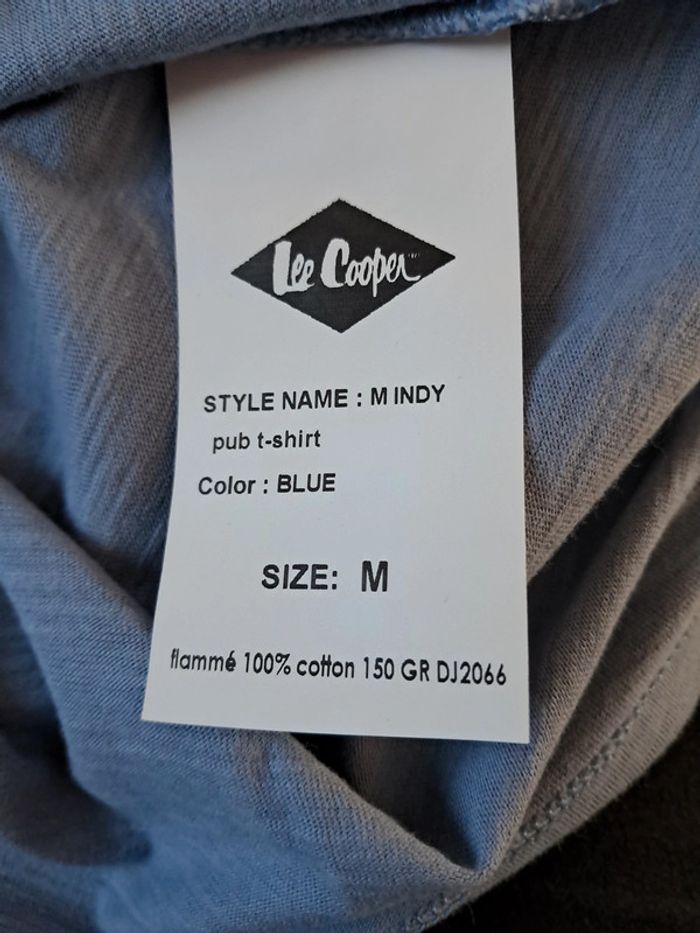 Lee Cooper
STYLE NAME : M INDY
pub t-shirt
Color : BLUE
SIZE: M
flammé 100% cotton 150 GR DJ2066